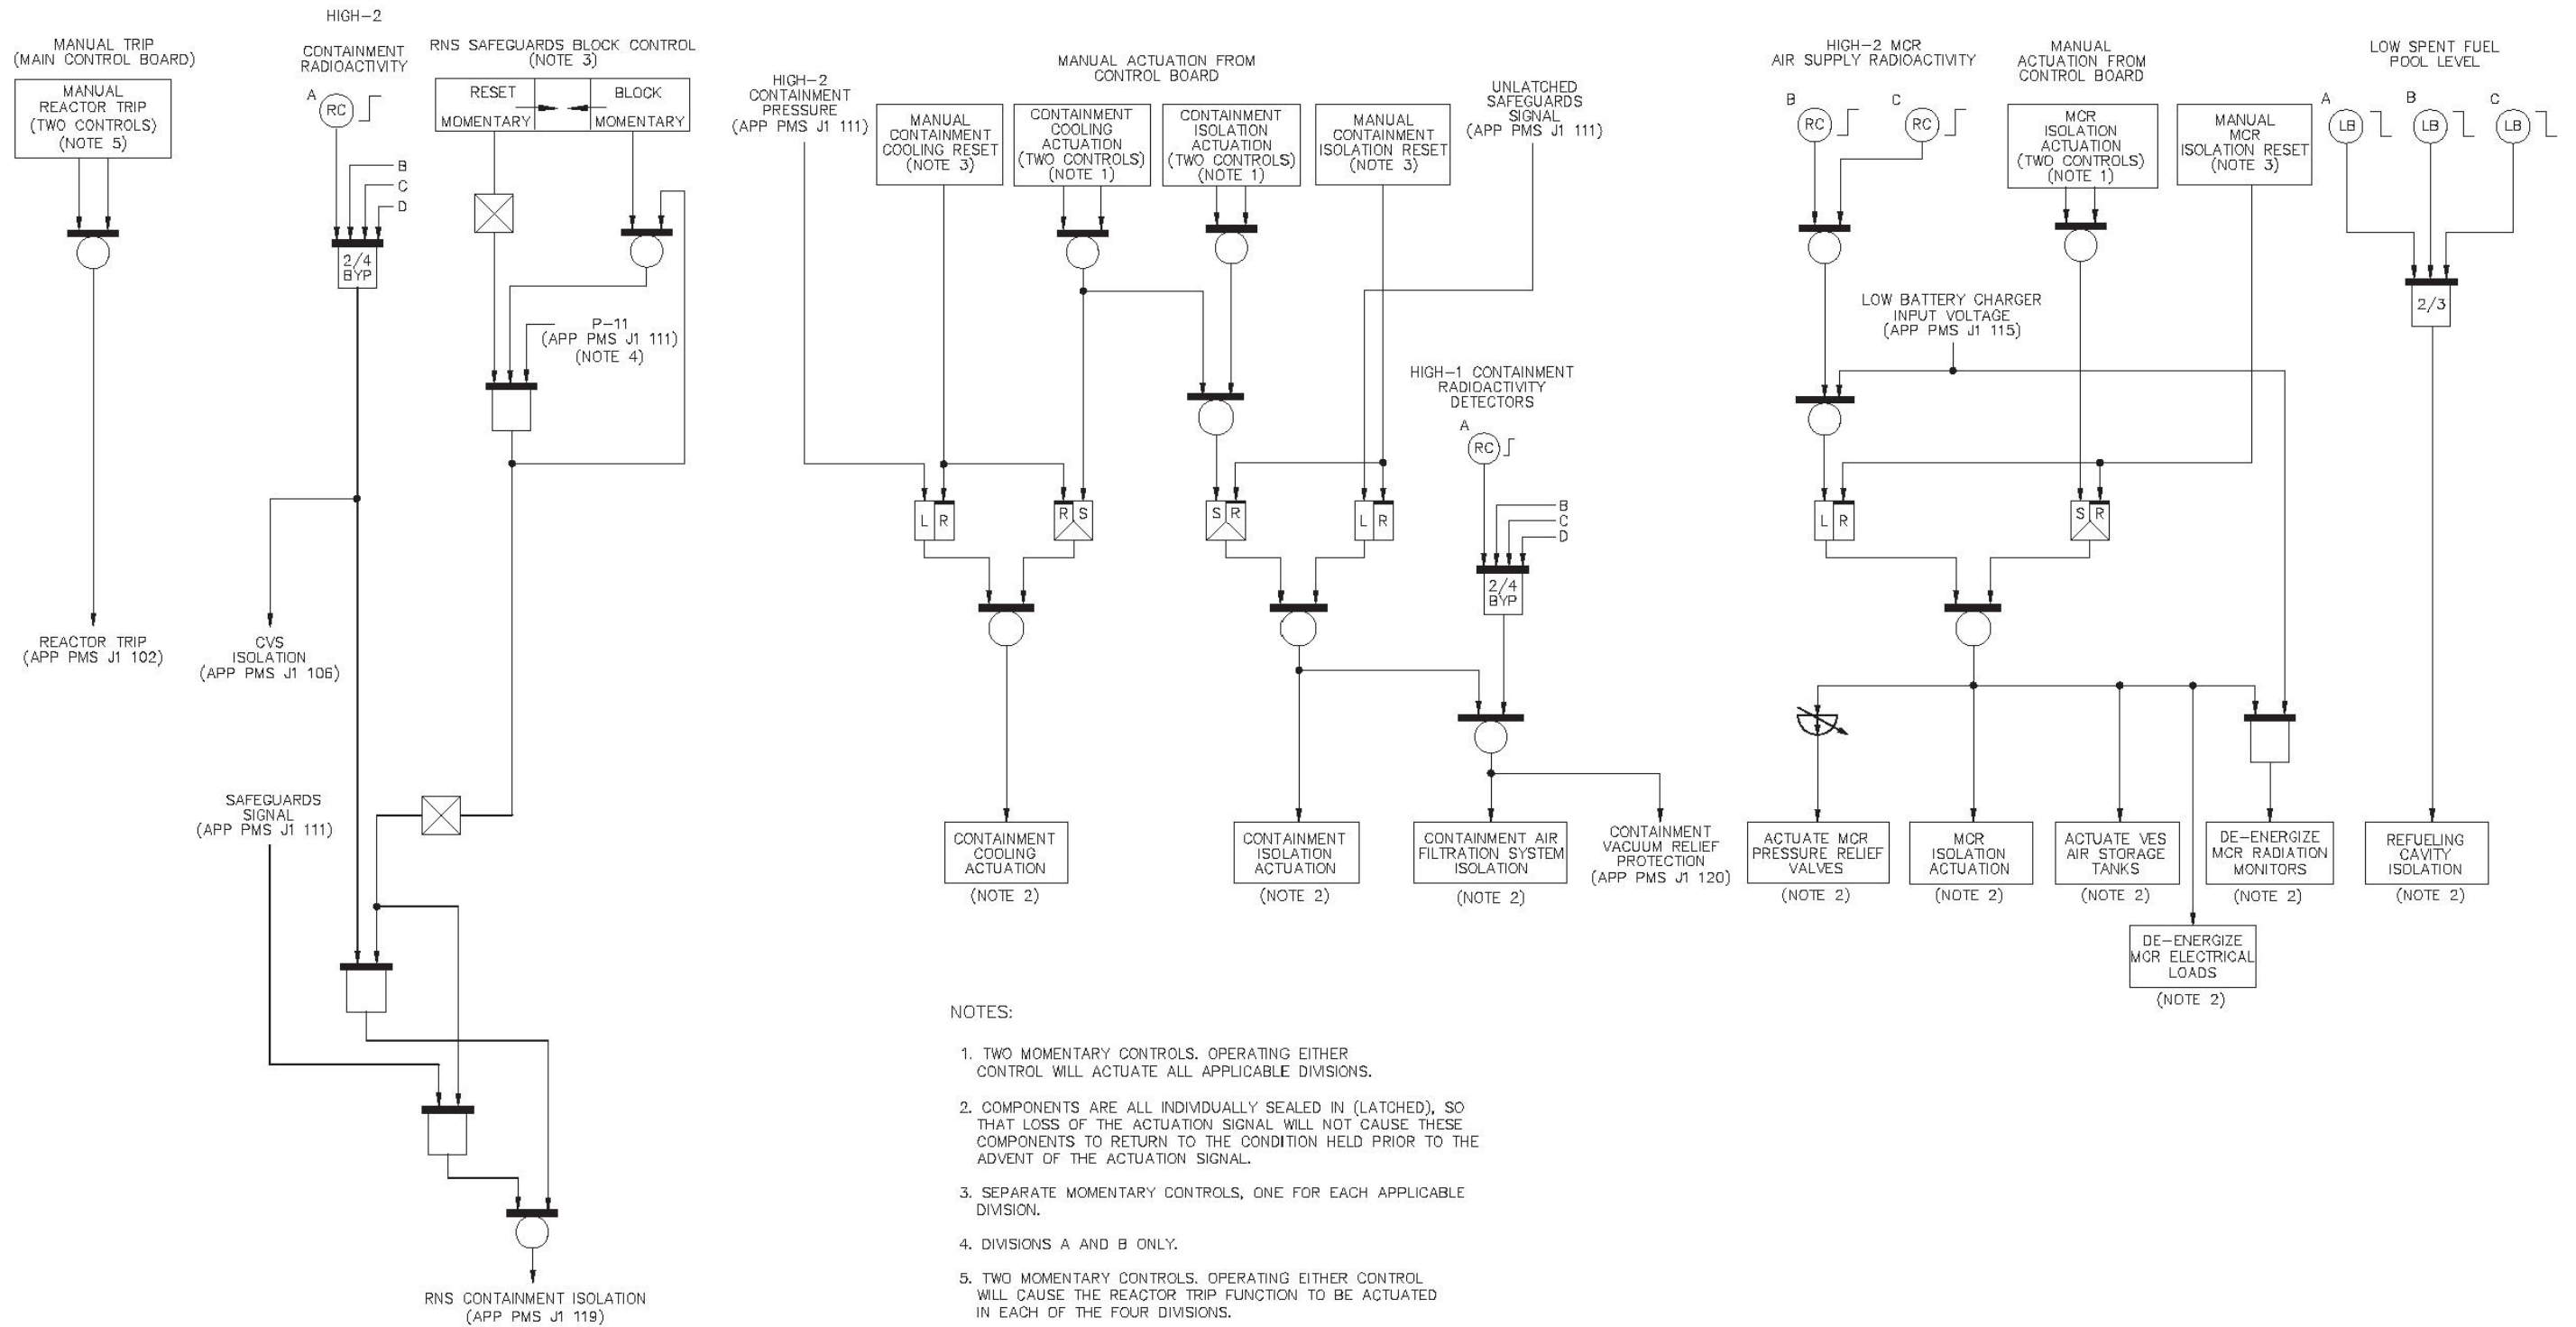 MANUAL TRIP
(MAIN CONTROL BOARD)
MANUAL
REACTOR TRIP
(TWO CONTROLS)
(NOTE 5)
REACTOR TRIP
(APP PMS J1 102)
HIGH-2
CONTAINMENT
RADIOACTIVITY
A
RC
B
C
D
2/4
BYP
CVS
ISOLATION
(APP PMS J1 106)
RNS SAFEGUARDS BLOCK CONTROL
(NOTE 3)
RESET
MOMENTARY
BLOCK
MOMENTARY
P-11
(APP PMS J1 111)
(NOTE 4)
SAFEGUARDS
SIGNAL
(APP PMS J1 111)
RNS CONTAINMENT ISOLATION
(APP PMS J1 119)
HIGH-2
CONTAINMENT
PRESSURE
(APP PMS J1 111)
MANUAL ACTUATION FROM
CONTROL BOARD
MANUAL
CONTAINMENT
COOLING RESET
(NOTE 3)
CONTAINMENT
COOLING
ACTUATION
(TWO CONTROLS)
(NOTE 1)
CONTAINMENT
ISOLATION
ACTUATION
(TWO CONTROLS)
(NOTE 1)
MANUAL
CONTAINMENT
ISOLATION RESET
(NOTE 3)
UNLATCHED
SAFEGUARDS
SIGNAL
(APP PMS J1 111)
HIGH-1 CONTAINMENT
RADIOACTIVITY
DETECTORS
A
RC
B
C
D
2/4
BYP
L R
R S
S R
L R
CONTAINMENT
COOLING
ACTUATION
(NOTE 2)
CONTAINMENT
ISOLATION
ACTUATION
(NOTE 2)
CONTAINMENT AIR
FILTRATION SYSTEM
ISOLATION
(NOTE 2)
CONTAINMENT
VACUUM RELIEF
PROTECTION
(APP PMS J1 120)
HIGH-2 MCR
AIR SUPPLY RADIOACTIVITY
B
RC
C
RC
MANUAL
ACTUATION FROM
CONTROL BOARD
MCR
ISOLATION
ACTUATION
(TWO CONTROLS)
(NOTE 1)
MANUAL
MCR
ISOLATION RESET
(NOTE 3)
LOW BATTERY CHARGER
INPUT VOLTAGE
(APP PMS J1 115)
L R
S R
ACTUATE MCR
PRESSURE RELIEF
VALVES
(NOTE 2)
MCR
ISOLATION
ACTUATION
(NOTE 2)
ACTUATE VES
AIR STORAGE
TANKS
(NOTE 2)
DE-ENERGIZE
MCR RADIATION
MONITORS
(NOTE 2)
DE-ENERGIZE
MCR ELECTRICAL
LOADS
(NOTE 2)
LOW SPENT FUEL
POOL LEVEL
A
LB
B
LB
C
LB
2/3
REFUELING
CAVITY
ISOLATION
(NOTE 2)
NOTES:
1. TWO MOMENTARY CONTROLS. OPERATING EITHER
CONTROL WILL ACTUATE ALL APPLICABLE DIVISIONS.
2. COMPONENTS ARE ALL INDIVIDUALLY SEALED IN (LATCHED), SO
THAT LOSS OF THE ACTUATION SIGNAL WILL NOT CAUSE THESE
COMPONENTS TO RETURN TO THE CONDITION HELD PRIOR TO THE
ADVENT OF THE ACTUATION SIGNAL.
3. SEPARATE MOMENTARY CONTROLS, ONE FOR EACH APPLICABLE
DIVISION.
4. DIVISIONS A AND B ONLY.
5. TWO MOMENTARY CONTROLS. OPERATING EITHER CONTROL
WILL CAUSE THE REACTOR TRIP FUNCTION TO BE ACTUATED
IN EACH OF THE FOUR DIVISIONS.